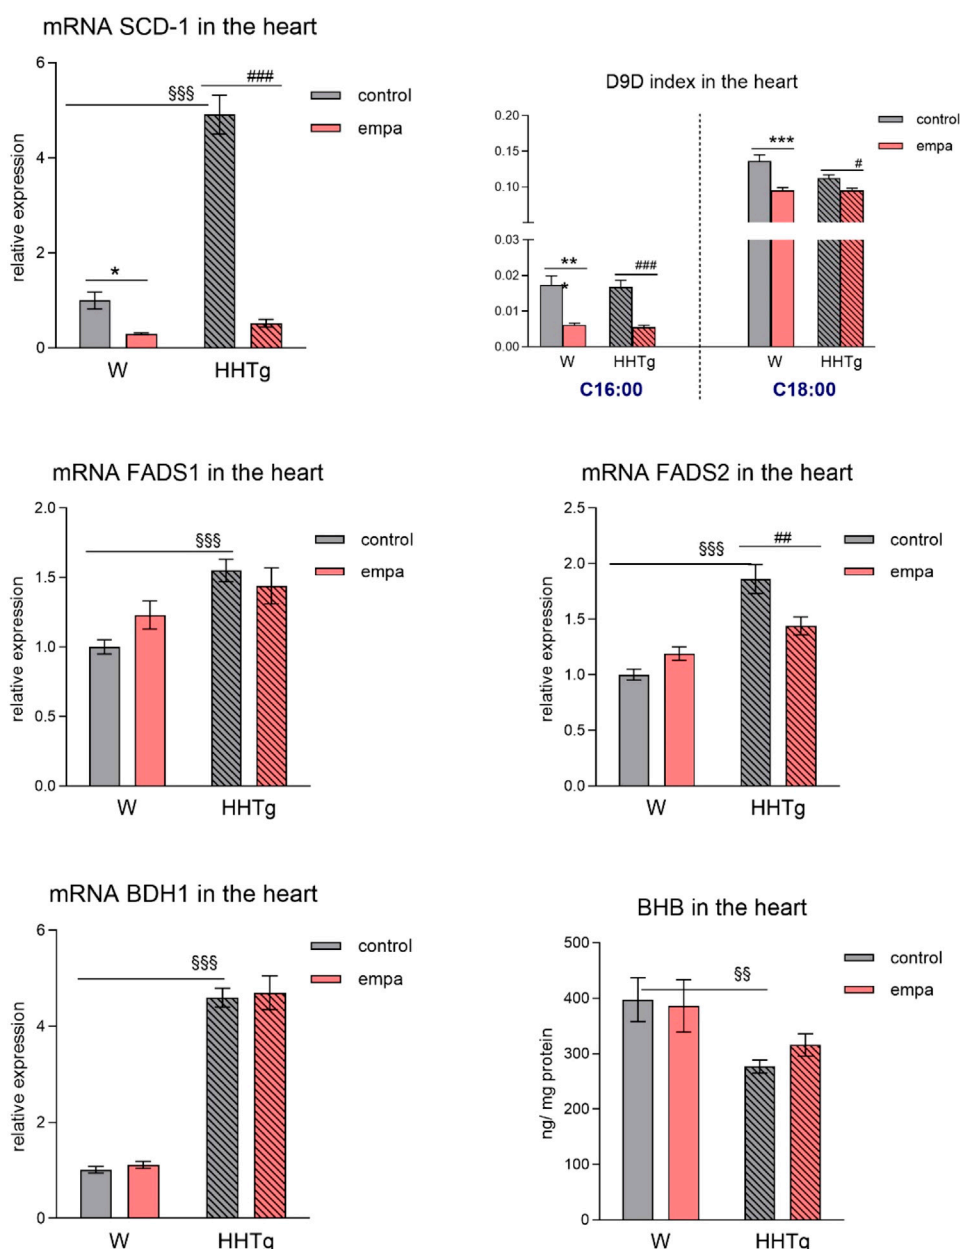 mRNA SCD-1 in the heart
6
4
2
0
relative expression
§§§
###
*
control
empa
W
HHTg
D9D index in the heart
0.20
0.15
0.10
0.03
0.02
0.01
0.00
**
*
###
***
#
control
empa
W
HHTg
W
HHTg
C16:00
C18:00
mRNA FADS1 in the heart
2.0
1.5
1.0
0.5
0.0
relative expression
§§§
control
empa
W
HHTg
mRNA FADS2 in the heart
2.5
2.0
1.5
1.0
0.5
0.0
relative expression
§§§
##
control
empa
W
HHTg
mRNA BDH1 in the heart
6
4
2
0
relative expression
§§§
control
empa
W
HHTg
BHB in the heart
500
400
300
200
100
0
ng/ mg protein
§§
control
empa
W
HHTg